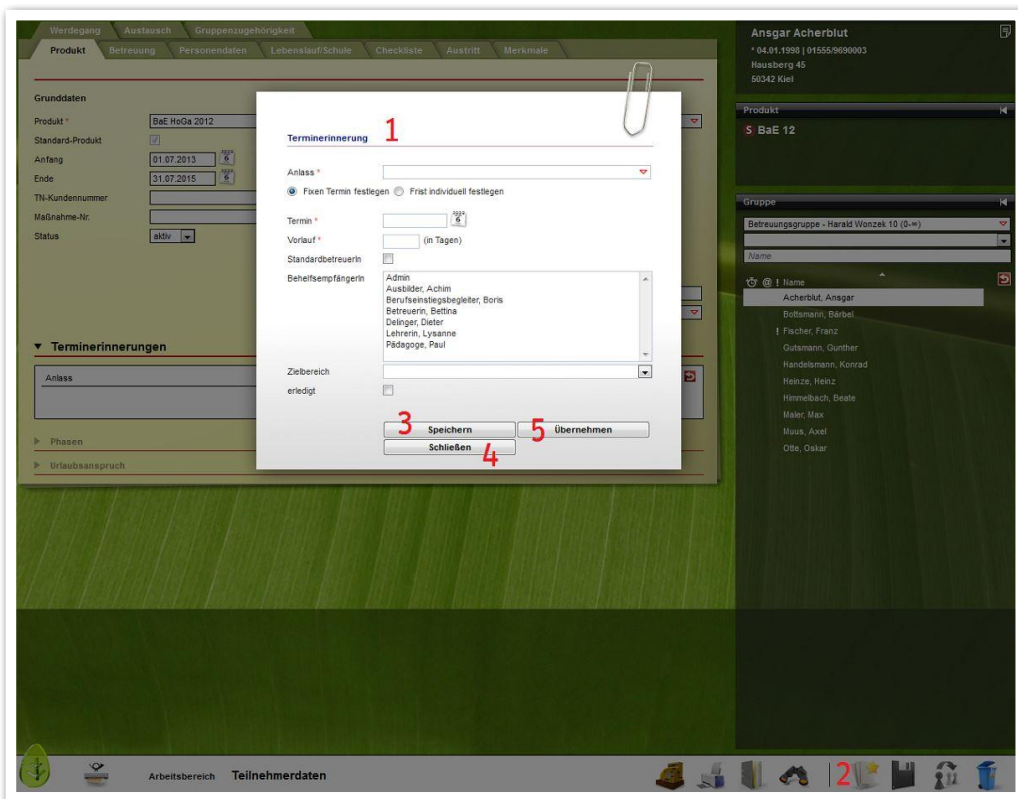 Werdegang Austausch Gruppenzugehörigkeit
Produkt Betreuung Personendaten Lebenslauf/Schule Checkliste Austritt Merkmale
Grunddaten
Produkt * BaE HoGa 2012
Standard-Produkt
Anfang 01.07.2013
Ende 31.07.2015
TN-Kundennummer
Maßnahme-Nr.
Status aktiv
Terminerinnerungen
Anlass
Phasen
Urlaubsanspruch
Terminerinnerung 1
Anlass *
Fixen Termin festlegen Frist individuell festlegen
Termin *
Vorlauf * (in Tagen)
StandardbetreuerIn
BehelfsempfängerIn
Admin
Ausbilder, Achim
Berufseinstiegsbegleiter, Boris
Betreuerin, Bettina
Delinger, Dieter
Lehrerin, Lysanne
Pädagoge, Paul
Zielbereich
erledigt
3 Speichern 5 Übernehmen
Schließen 4
Ansgar Acherblut
* 04.01.1998 | 01555/9690003
Hausberg 45
50342 Kiel
Produkt
S BaE 12
Gruppe
Betreuungsgruppe - Harald Wonzek 10 (0-∞)
Name
@ ! Name
Acherblut, Ansgar
Bottsmann, Bärbel
! Fischer, Franz
Gutsmann, Gunther
Handelsmann, Konrad
Heinze, Heinz
Himmelbach, Beate
Maler, Max
Muus, Axel
Otte, Oskar
Arbeitsbereich Teilnehmerdaten
2